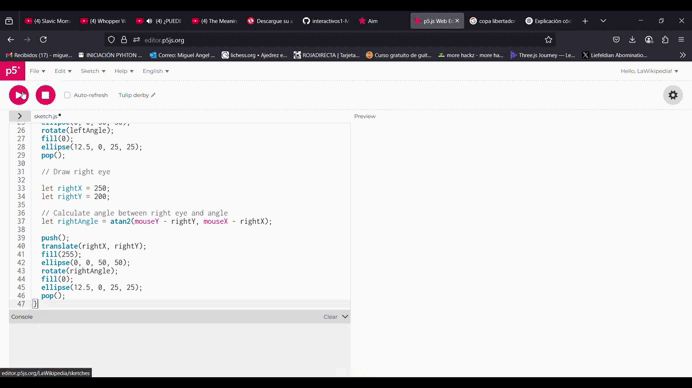 (4) Slavic Mom
(4) Whopper W
(4) ¿PUEDI
(4) The Meanin
Descargue su a
interactivos1-M
Aim
p5.js Web E
copa libertado
Explicación có
editor.p5js.org
Recibidos (17) - migue...
INICIACIÓN PYHTON ...
Correo: Miguel Angel ...
lichess.org • Ajedrez e...
ROJADIRECTA | Tarjeta...
Curso gratuito de guit...
more hackz - more ha...
Three.js Journey — Le...
Liefeldian Abominatio...
p5*
File
Edit
Sketch
Help
English
Hello, LaWikipedia!
Auto-refresh
Tulip derby
sketch.js
Preview
26 rotate(leftAngle);
27 fill(0);
28 ellipse(12.5, 0, 25, 25);
29 pop();
30
31 // Draw right eye
32
33 let rightX = 250;
34 let rightY = 200;
35
36 // Calculate angle between right eye and angle
37 let rightAngle = atan2(mouseY - rightY, mouseX - rightX);
38
39 push();
40 translate(rightX, rightY);
41 fill(255);
42 ellipse(0, 0, 50, 50);
43 rotate(rightAngle);
44 fill(0);
45 ellipse(12.5, 0, 25, 25);
46 pop();
47 }
Console
Clear
editor.p5js.org/LaWikipedia/sketches